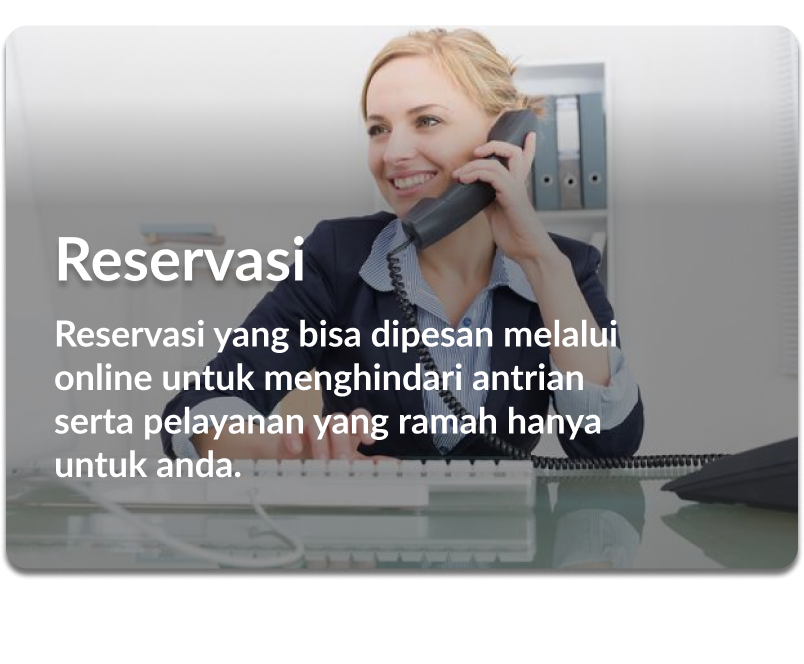 Reservasi
Reservasi yang bisa dipesan melalui
online untuk menghindari antrian
serta pelayanan yang ramah hanya
untuk anda.